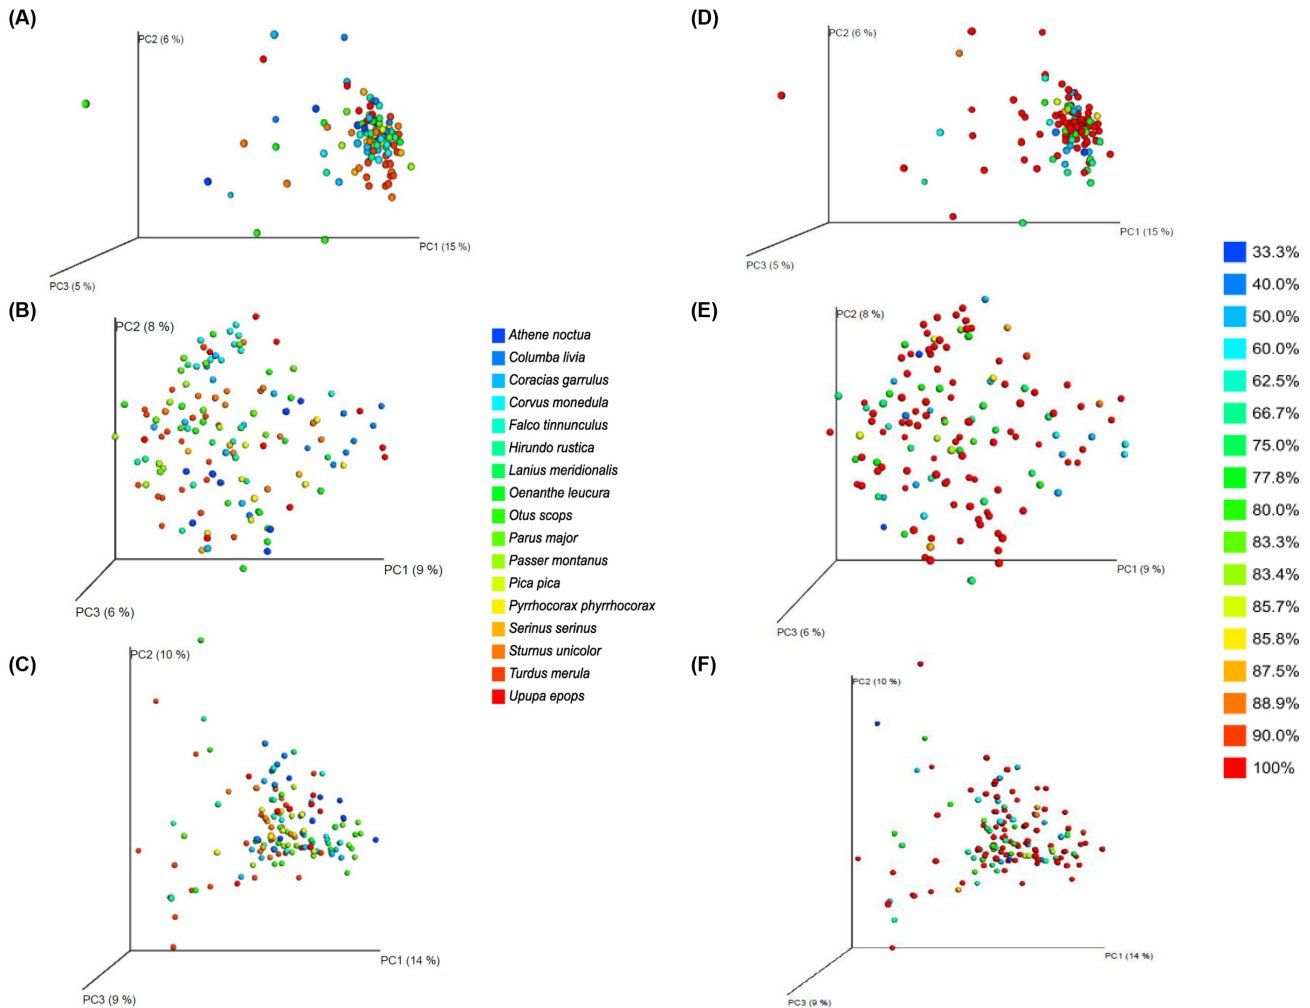 (A)
PC2 (6 %)
PC1 (15 %)
PC3 (5 %)
(D)
PC2 (6 %)
PC1 (15 %)
PC3 (5 %)
(B)
PC2 (8 %)
PC1 (9 %)
PC3 (6 %)
(E)
PC2 (8 %)
PC1 (9 %)
PC3 (6 %)
(C)
PC2 (10 %)
PC1 (14 %)
PC3 (9 %)
(F)
PC2 (10 %)
PC1 (14 %)
PC3 (9 %)
Athene noctua
Columba livia
Coracias garrulus
Corvus monedula
Falco tinnunculus
Hirundo rustica
Lanius meridionalis
Oenanthe leucura
Otus scops
Parus major
Passer montanus
Pica pica
Pyrrhocorax phyrrhocorax
Serinus serinus
Sturnus unicolor
Turdus merula
Upupa epops
33.3%
40.0%
50.0%
60.0%
62.5%
66.7%
75.0%
77.8%
80.0%
83.3%
83.4%
85.7%
85.8%
87.5%
88.9%
90.0%
100%